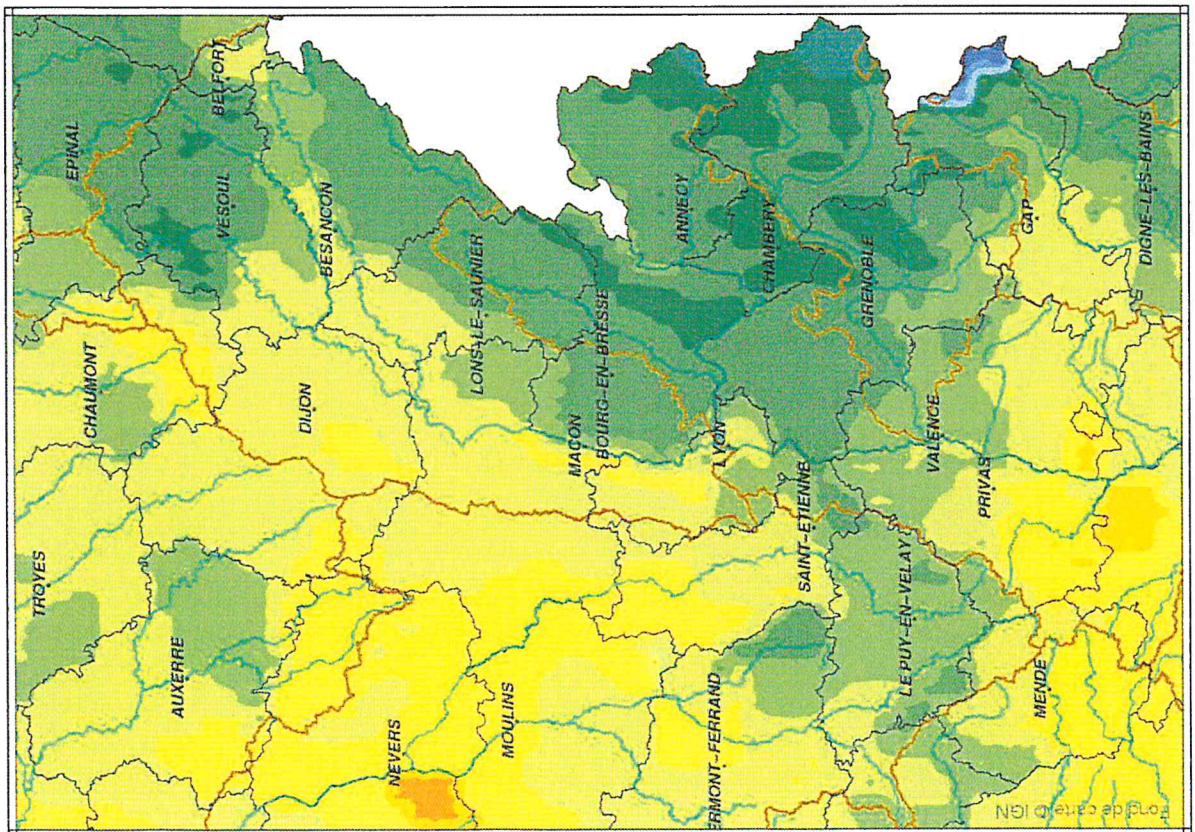 TROYES
EPINAL
CHAUMONT
AUXERRE
BELFORT
VESOUL
DIJON
BESANCON
NEVERS
LONS-LE-SAUNIER
MOULINS
MACON
BOURG-EN-BRESSE
ANNECY
ERMONT-FERRAND
LYON
CHAMBERY
SAINT-ETIENNE
GRENOBLE
LE PUY-EN-VELAY
VALENCE
PRIVAS
GAP
MENDE
DIGNE-LES-BAINS
Fond de carte © IGN